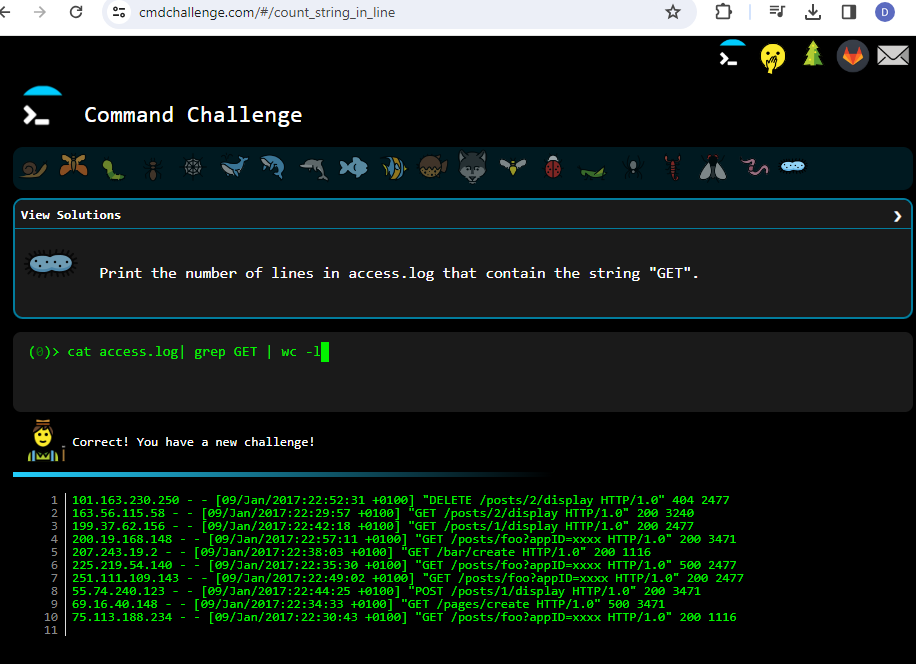 cmdchallenge.com/#/count_string_in_line
D
Command Challenge
View Solutions
Print the number of lines in access.log that contain the string "GET".
(0)> cat access.log| grep GET | wc -l
Correct! You have a new challenge!
1 101.163.230.250 - - [09/Jan/2017:22:52:31 +0100] "DELETE /posts/2/display HTTP/1.0" 404 2477
2 163.56.115.58 - - [09/Jan/2017:22:29:57 +0100] "GET /posts/2/display HTTP/1.0" 200 3240
3 199.37.62.156 - - [09/Jan/2017:22:42:18 +0100] "GET /posts/1/display HTTP/1.0" 200 2477
4 200.19.168.148 - - [09/Jan/2017:22:57:11 +0100] "GET /posts/foo?appID=xxxx HTTP/1.0" 200 3471
5 207.243.19.2 - - [09/Jan/2017:22:38:03 +0100] "GET /bar/create HTTP/1.0" 200 1116
6 225.219.54.140 - - [09/Jan/2017:22:35:30 +0100] "GET /posts/foo?appID=xxxx HTTP/1.0" 500 2477
7 251.111.109.143 - - [09/Jan/2017:22:49:02 +0100] "GET /posts/foo?appID=xxxx HTTP/1.0" 200 2477
8 55.74.240.123 - - [09/Jan/2017:22:44:25 +0100] "POST /posts/1/display HTTP/1.0" 200 3471
9 69.16.40.148 - - [09/Jan/2017:22:34:33 +0100] "GET /pages/create HTTP/1.0" 500 3471
10 75.113.188.234 - - [09/Jan/2017:22:30:43 +0100] "GET /posts/foo?appID=xxxx HTTP/1.0" 200 1116
11